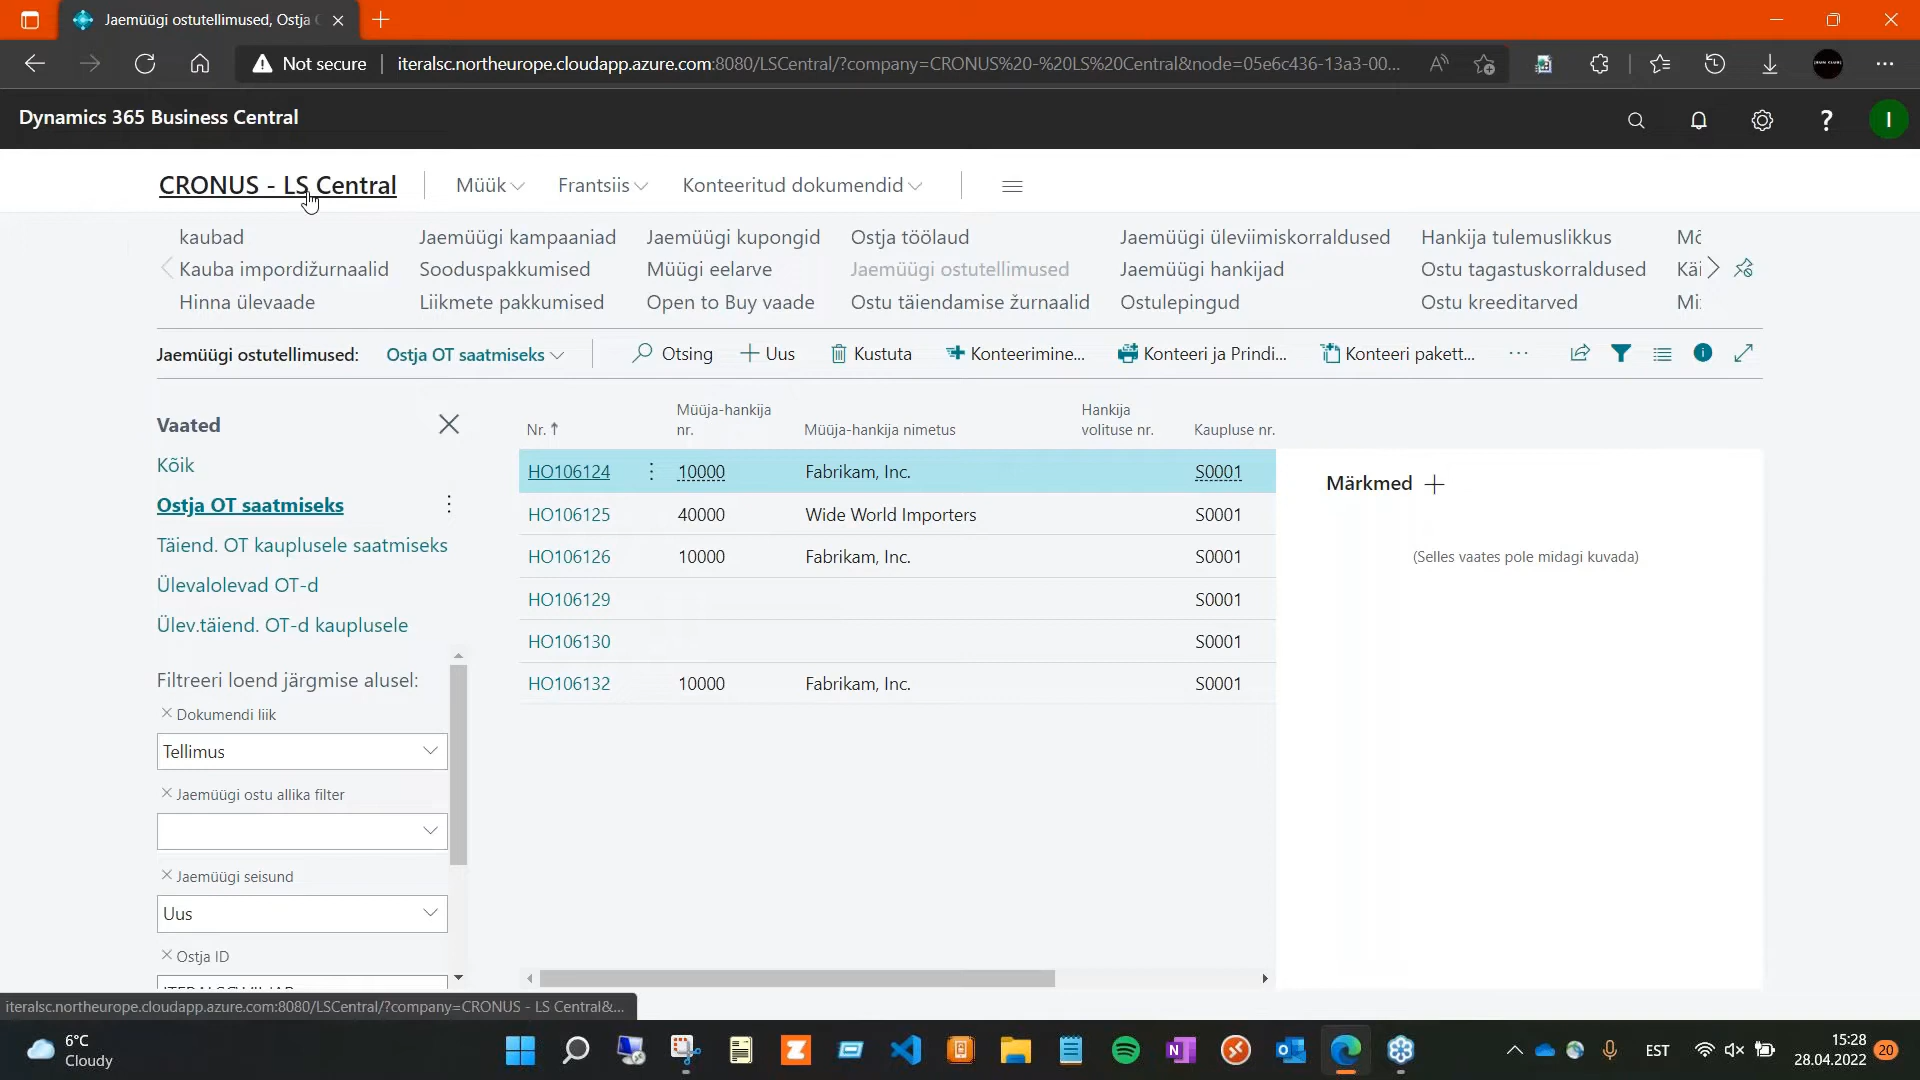 Jaemüügi ostutellimused, Ostja
Not secure
iteralsc.northeurope.cloudapp.azure.com:8080/LSCentral/?company=CRONUS%20-%20LS%20Central&node=05e6c436-13a3-00...
Dynamics 365 Business Central
I
CRONUS - LS Central
Müük
Frantsiis
Konteeritud dokumendid
kaubad
Jaemüügi kampaaniad
Jaemüügi kupongid
Ostja töölaud
Jaemüügi üleviimiskorraldused
Hankija tulemuslikkus
Kauba impordižurnaalid
Sooduspakkumised
Müügi eelarve
Jaemüügi ostutellimused
Jaemüügi hankijad
Ostu tagastuskorraldused
Hinna ülevaade
Liikmete pakkumised
Open to Buy vaade
Ostu täiendamise žurnaalid
Ostulepingud
Ostu kreeditarved
Jaemüügi ostutellimused:
Ostja OT saatmiseks
Otsing
Uus
Kustuta
Konteerimine...
Konteeri ja Prindi...
Konteeri pakett...
Vaated
Kõik
Ostja OT saatmiseks
Täiend. OT kauplusele saatmiseks
Ülevalolevad OT-d
Ülev.täiend. OT-d kauplusele
Filtreeri loend järgmise alusel:
Dokumendi liik
Tellimus
Jaemüügi ostu allika filter
Jaemüügi seisund
Uus
Ostja ID
Nr. ↑
Müüja-hankija nr.
Müüja-hankija nimetus
Hankija volituse nr.
Kaupluse nr.
HO106124 10000 Fabrikam, Inc. S0001
HO106125 40000 Wide World Importers S0001
HO106126 10000 Fabrikam, Inc. S0001
HO106129 S0001
HO106130 S0001
HO106132 10000 Fabrikam, Inc. S0001
Märkmed
(Selles vaates pole midagi kuvada)
iteralsc.northeurope.cloudapp.azure.com:8080/LSCentral/?company=CRONUS - LS Central&...
6°C
Cloudy
EST
15:28
28.04.2022
20